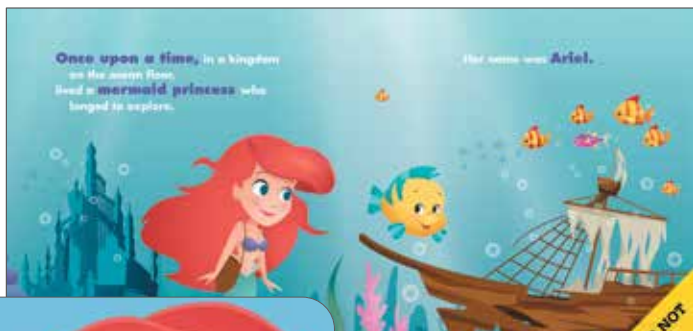 Once upon a time, in a kingdom
on the ocean floor,
lived a mermaid princess who
longed to explore.
Her name was Ariel.
NOT